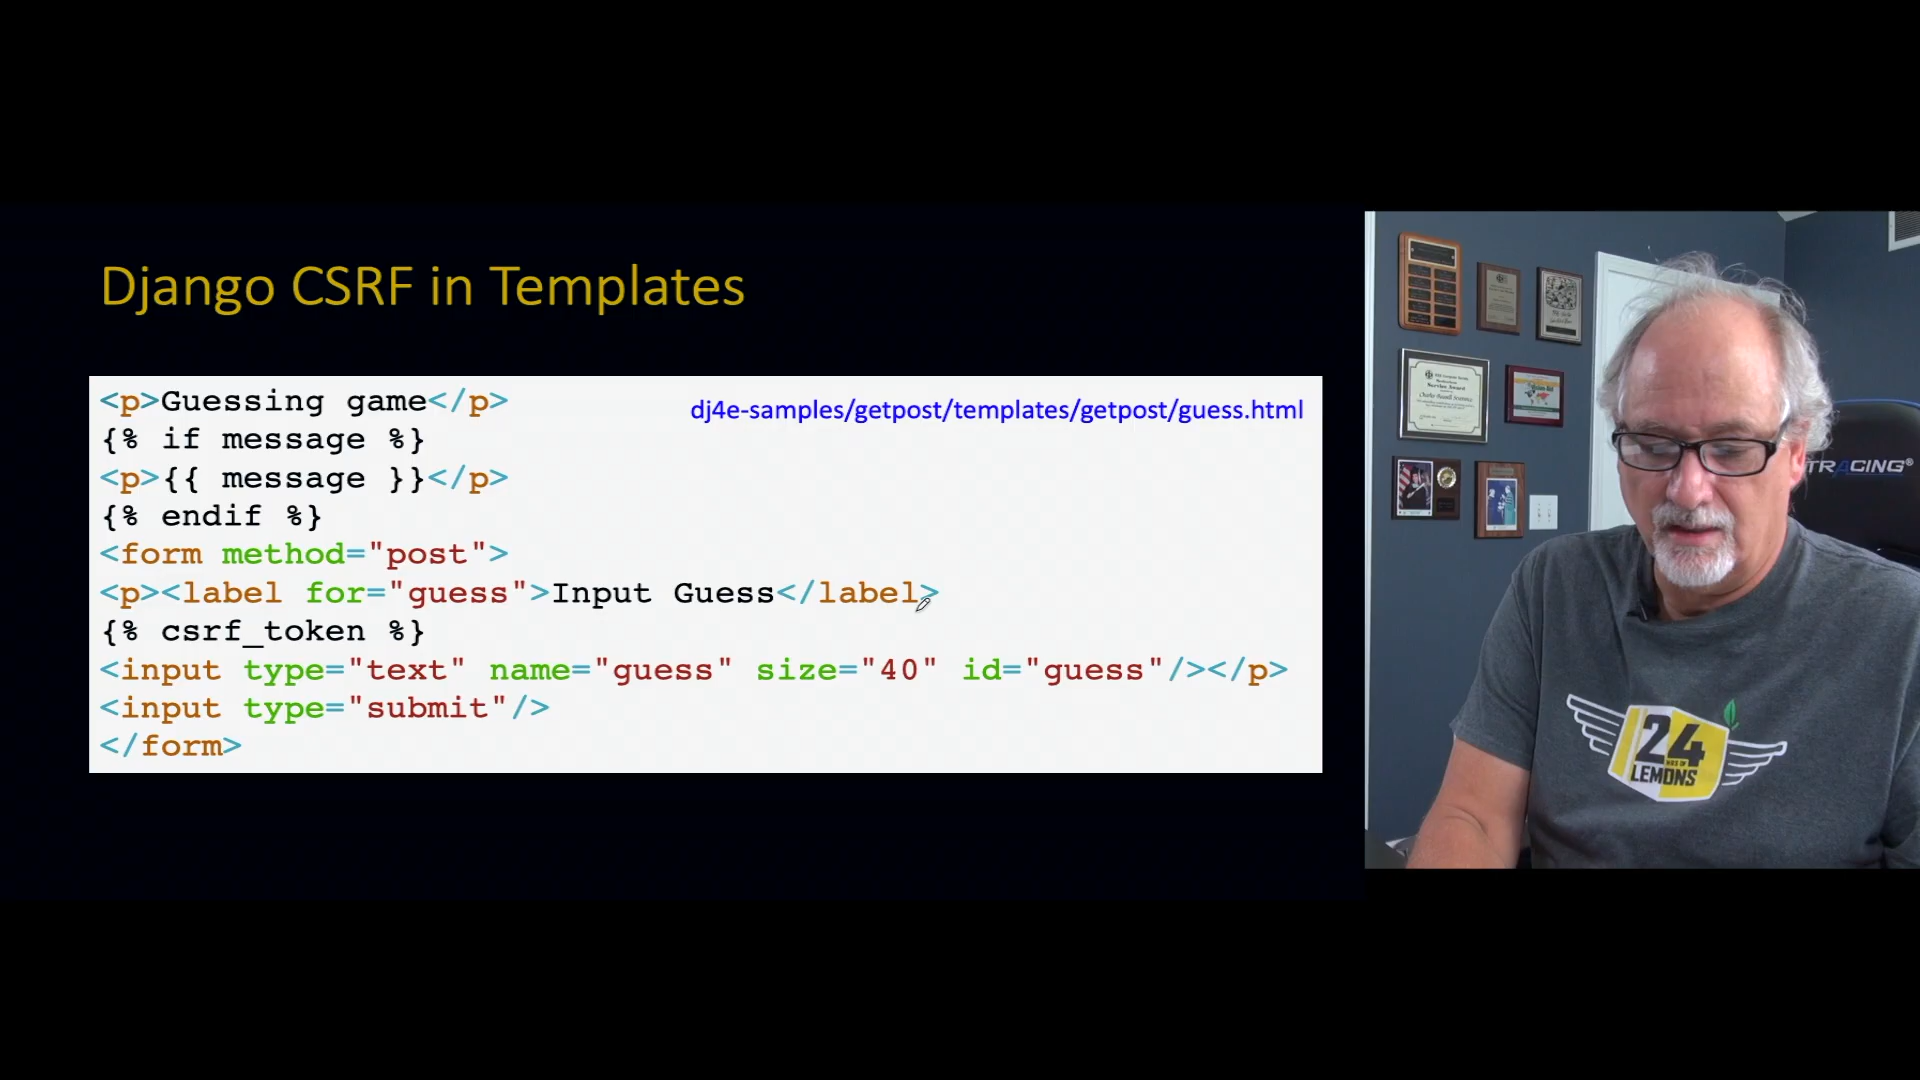 Django CSRF in Templates
<p>Guessing game</p>
dj4e-samples/getpost/templates/getpost/guess.html
{% if message %}
<p>{{ message }}</p>
{% endif %}
<form method="post">
<p><label for="guess">Input Guess</label>
{% csrf_token %}
<input type="text" name="guess" size="40" id="guess"/></p>
<input type="submit"/>
</form>
Service Award
TRACING®
24
LEMONS